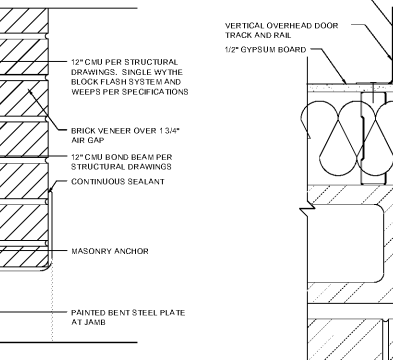 12" CMU PER STRUCTURAL
DRAWINGS. SINGLE WYTHE
BLOCK FLASH SYSTEM AND
WEEPS PER SPECIFICATIONS
BRICK VENEER OVER 1 3/4"
AIR GAP
12" CMU BOND BEAM PER
STRUCTURAL DRAWINGS
CONTINUOUS SEALANT
MASONRY ANCHOR
PAINTED BENT STEEL PLATE
AT JAMB
VERTICAL OVERHEAD DOOR
TRACK AND RAIL
1/2" GYPSUM BOARD